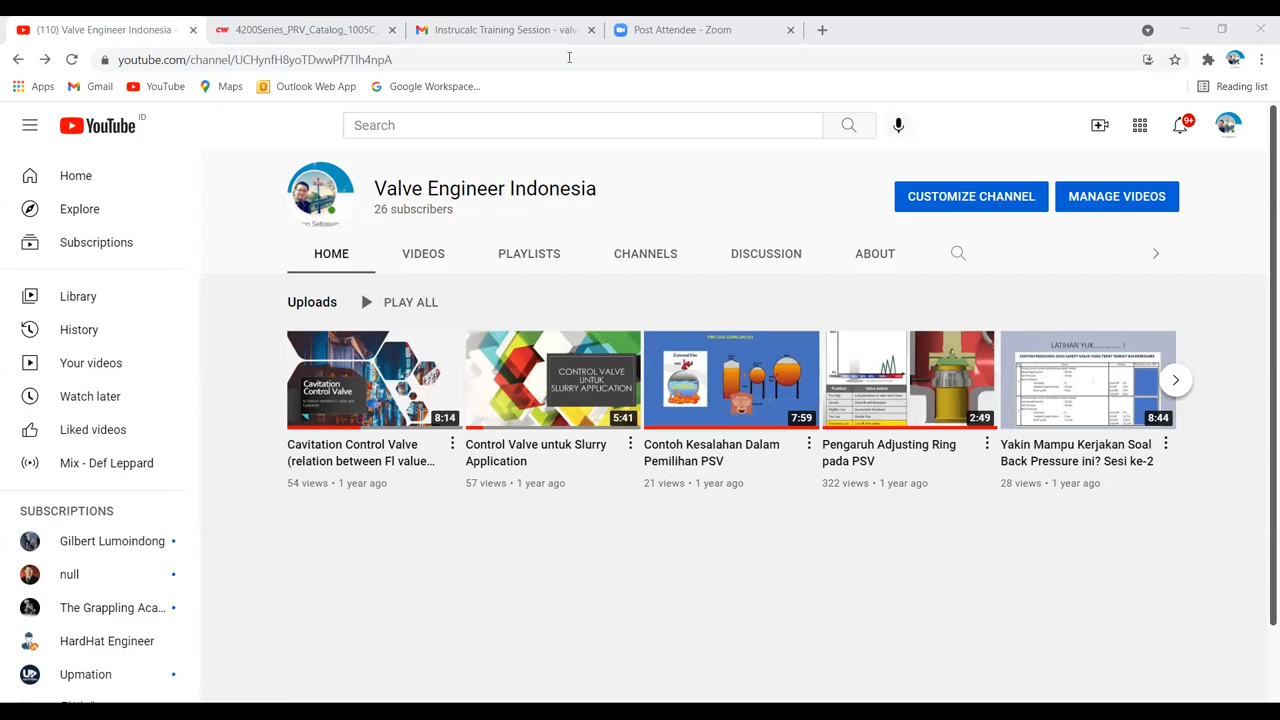 (110) Valve Engineer Indonesia -
4200Series_PRV_Catalog_1005C_
Instrucalc Training Session - valv
Post Attendee - Zoom
youtube.com/channel/UCHynfH8yoTDwwPf7Tlh4npA
Apps
Gmail
YouTube
Maps
Outlook Web App
Google Workspace...
Reading list
YouTube
ID
Search
9+
Home
Explore
Subscriptions
Library
History
Your videos
Watch later
Liked videos
Mix - Def Leppard
SUBSCRIPTIONS
Gilbert Lumoindong
null
The Grappling Aca...
HardHat Engineer
Upmation
Valve Engineer Indonesia
26 subscribers
CUSTOMIZE CHANNEL
MANAGE VIDEOS
HOME
VIDEOS
PLAYLISTS
CHANNELS
DISCUSSION
ABOUT
Uploads
PLAY ALL
Cavitation
Control Valve
8:14
CONTROL VALVE
UNTUK
SLURRY APPLICATION
5:41
7:59
2:49
LATIHAN YUK.............!
8:44
Cavitation Control Valve
(relation between Fl value...
54 views • 1 year ago
Control Valve untuk Slurry
Application
57 views • 1 year ago
Contoh Kesalahan Dalam
Pemilihan PSV
21 views • 1 year ago
Pengaruh Adjusting Ring
pada PSV
322 views • 1 year ago
Yakin Mampu Kerjakan Soal
Back Pressure ini? Sesi ke-2
28 views • 1 year ago